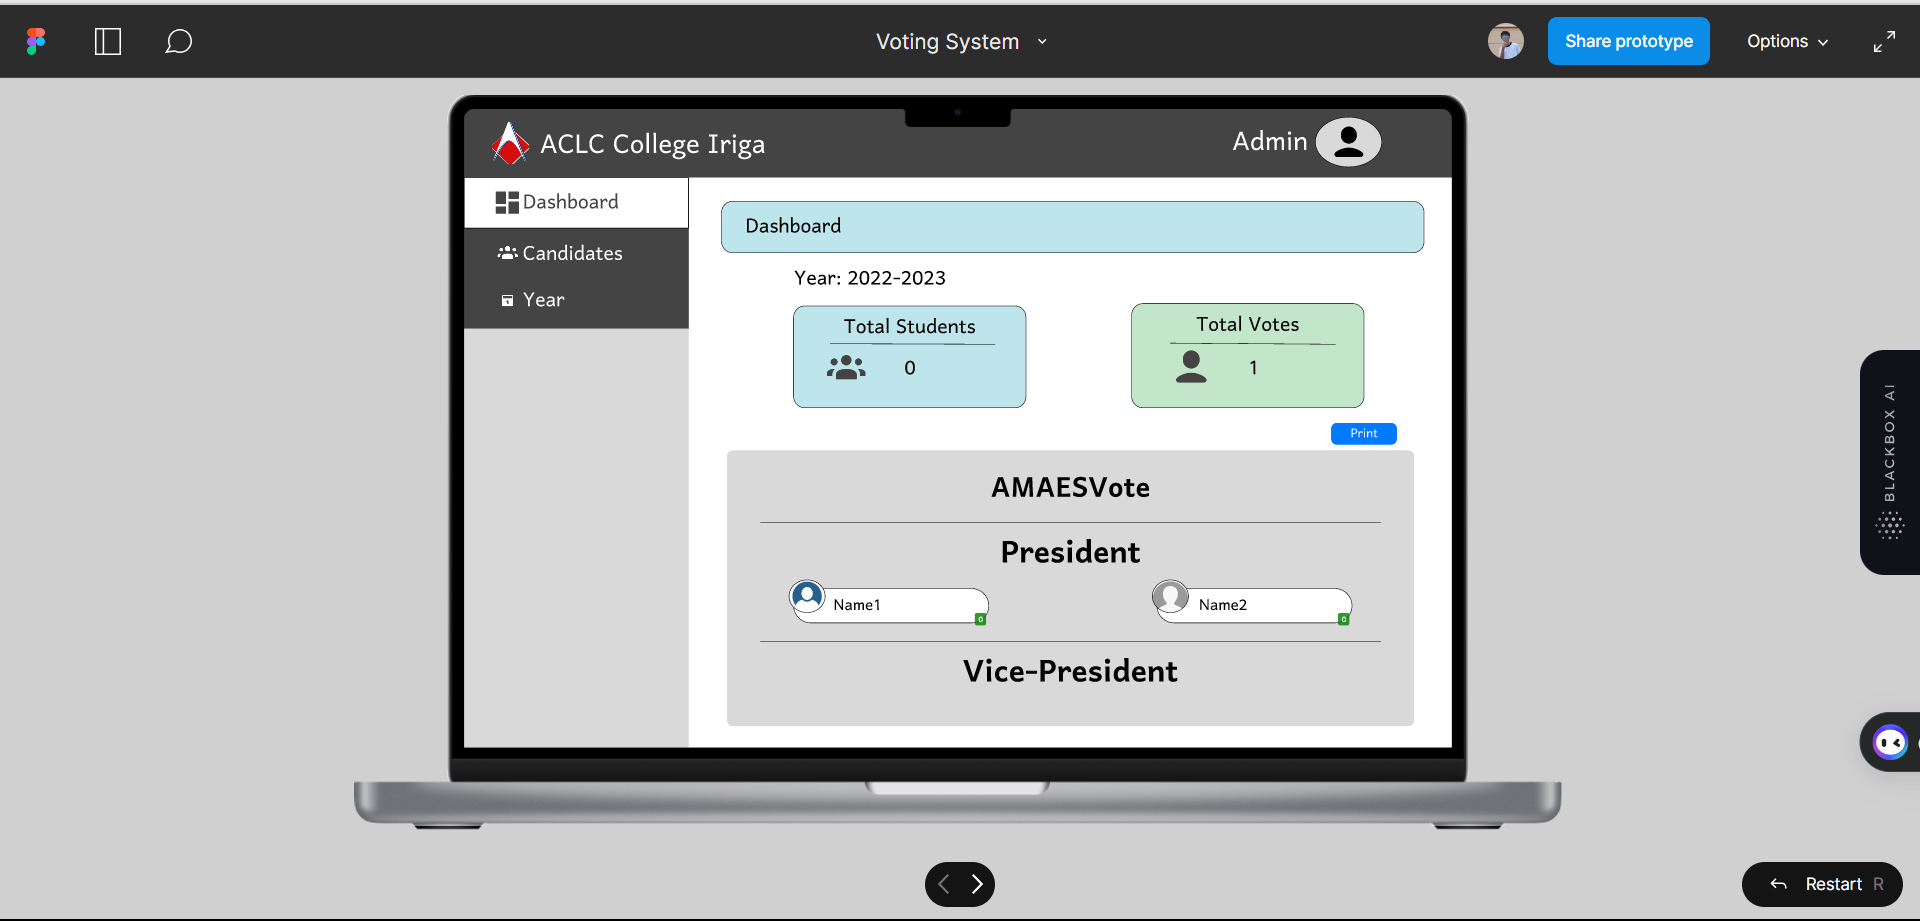 Voting System
Share prototype
Options
ACLC College Iriga
Admin
Dashboard
Candidates
Year
Dashboard
Year: 2022-2023
Total Students
0
Total Votes
1
Print
AMAESVote
President
Name1
0
Name2
0
Vice-President
BLACKBOX AI
Restart R